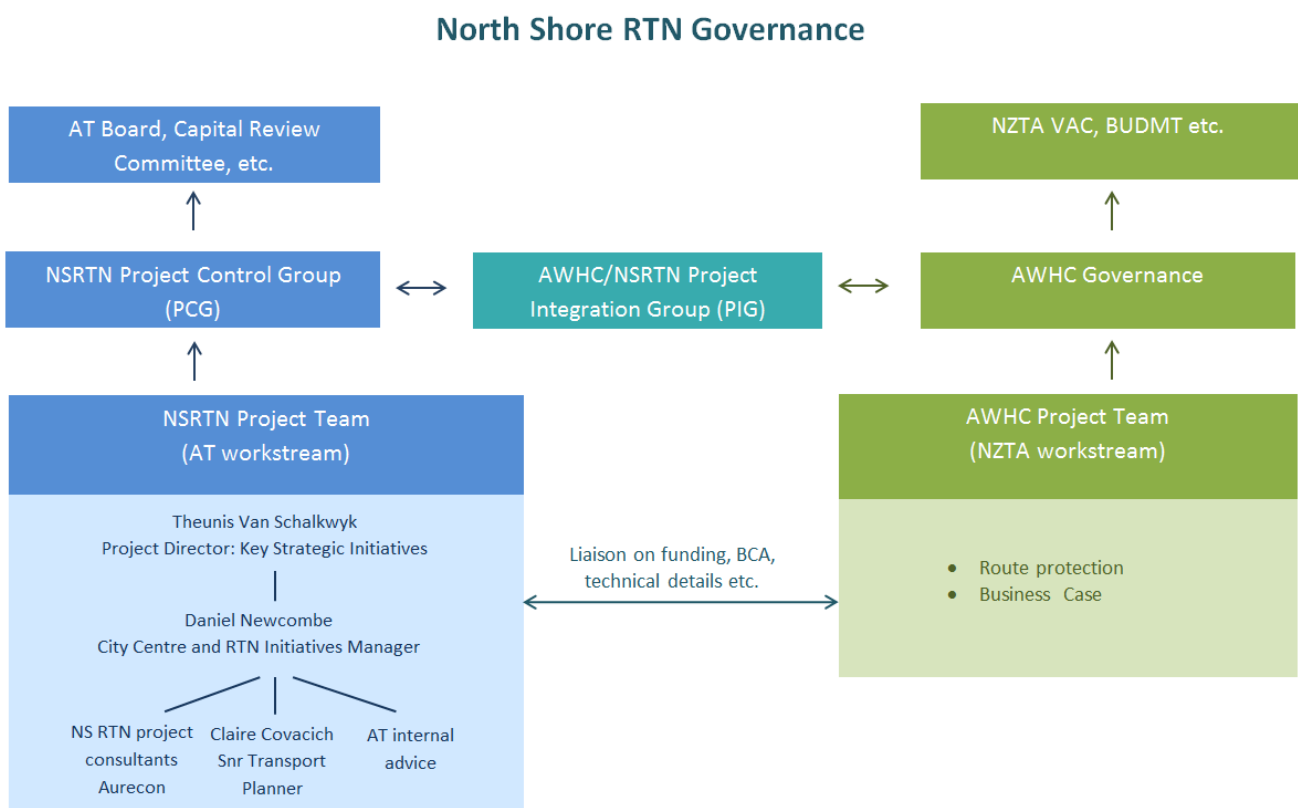 North Shore RTN Governance
AT Board, Capital Review
Committee, etc.
NZTA VAC, BUDMT etc.
NSRTN Project Control Group
(PCG)
AWHC/NSRTN Project
Integration Group (PIG)
AWHC Governance
NSRTN Project Team
(AT workstream)
AWHC Project Team
(NZTA workstream)
Theunis Van Schalkwyk
Project Director: Key Strategic Initiatives
Daniel Newcombe
City Centre and RTN Initiatives Manager
NS RTN project
consultants
Aurecon
Claire Covacich
Snr Transport
Planner
AT internal
advice
Liaison on funding, BCA,
technical details etc.
• Route protection
• Business Case